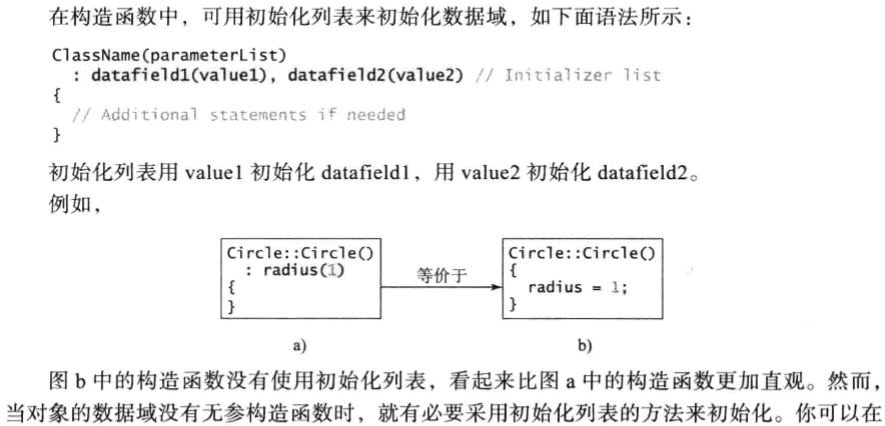 在构造函数中，可用初始化列表来初始化数据域，如下面语法所示：
ClassName(parameterList)
: datafield1(value1), datafield2(value2) // Initializer list
{
// Additional statements if needed
}
初始化列表用 value1 初始化 datafield1，用 value2 初始化 datafield2。
例如，
Circle::Circle()
: radius(1)
{
}
等价于
Circle::Circle()
{
radius = 1;
}
a)
b)
图 b 中的构造函数没有使用初始化列表，看起来比图 a 中的构造函数更加直观。然而，
当对象的数据域没有无参构造函数时，就有必要采用初始化列表的方法来初始化。你可以在